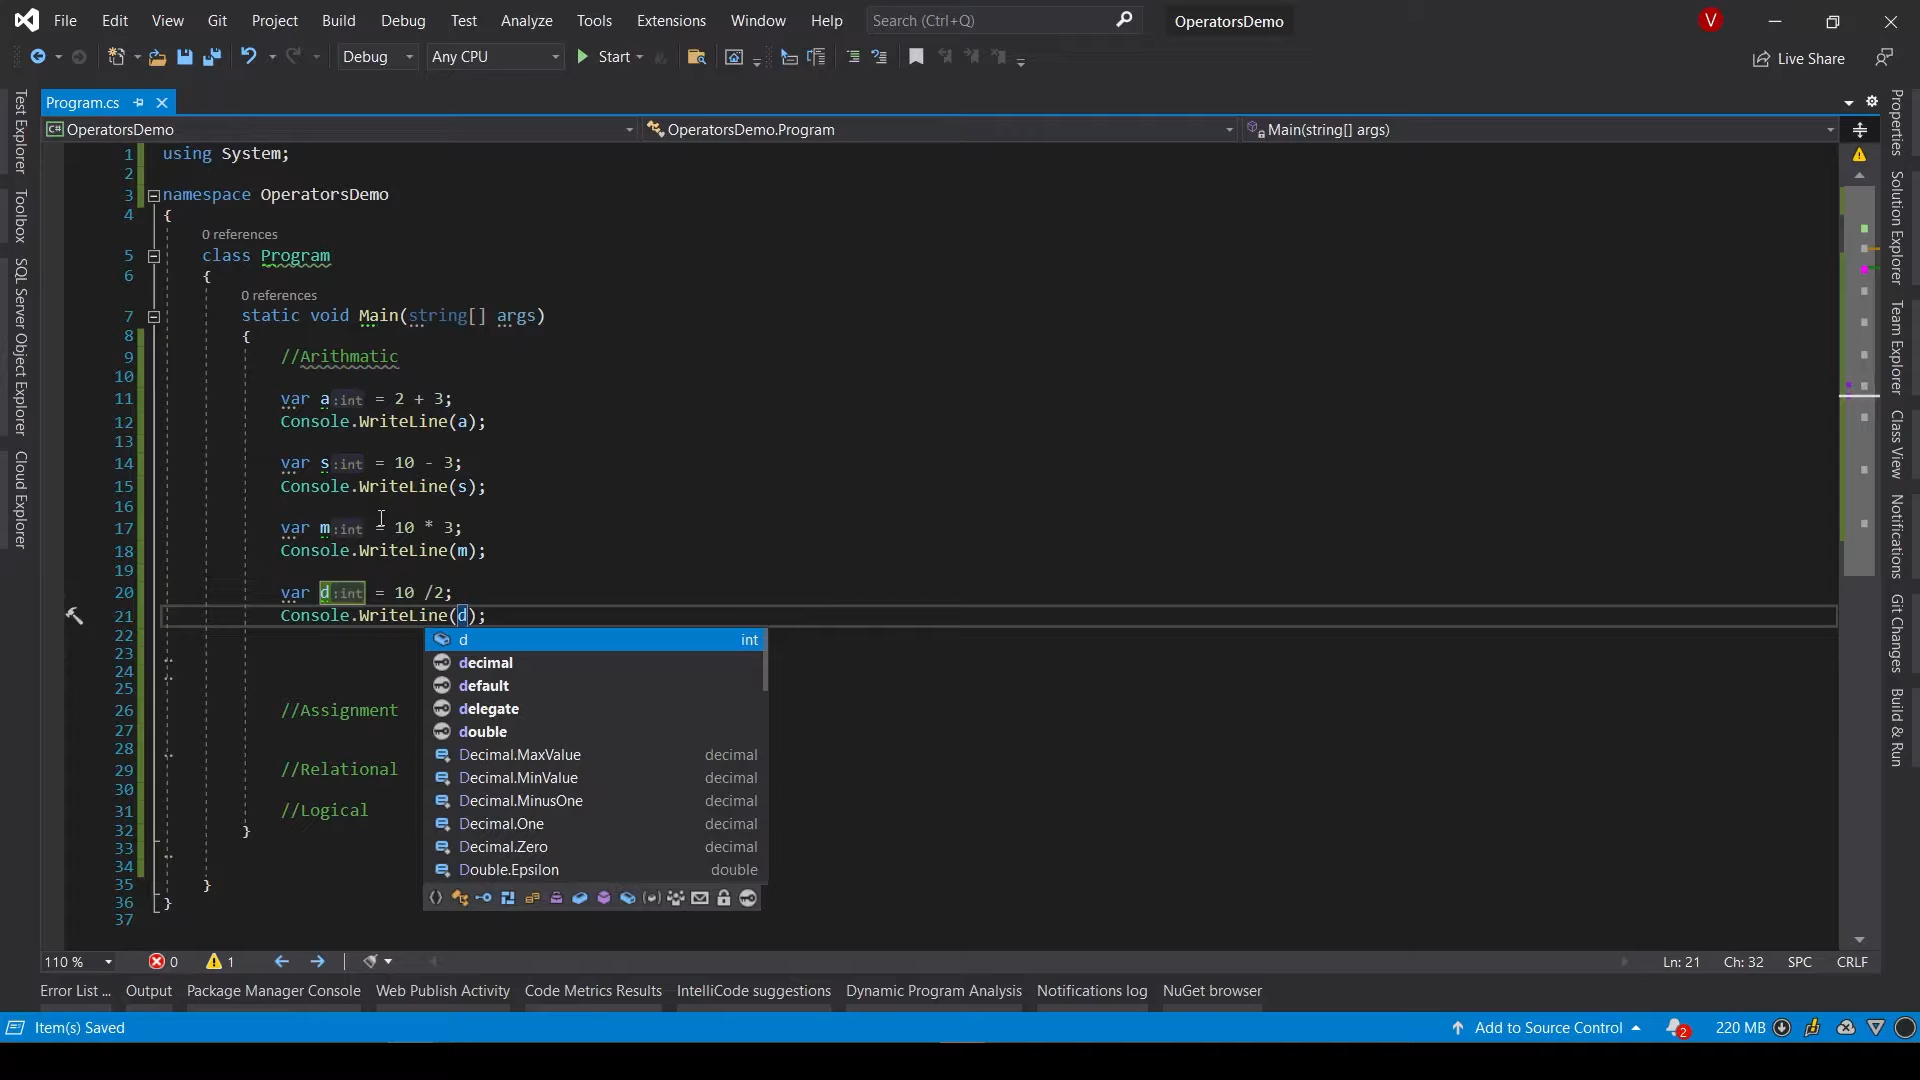 File Edit View Git Project Build Debug Test Analyze Tools Extensions Window Help Search (Ctrl+Q) OperatorsDemo V
Debug Any CPU Start Live Share
Program.cs
OperatorsDemo OperatorsDemo.Program Main(string[] args)
Test Explorer
Toolbox
SQL Server Object Explorer
Cloud Explorer
1 using System;
2
3 namespace OperatorsDemo
4 {
0 references
5 class Program
6 {
0 references
7 static void Main(string[] args)
8 {
9 //Arithmatic
10
11 var a:int = 2 + 3;
12 Console.WriteLine(a);
13
14 var s:int = 10 - 3;
15 Console.WriteLine(s);
16
17 var m:int = 10 * 3;
18 Console.WriteLine(m);
19
20 var d:int = 10 /2;
21 Console.WriteLine(d);
22
23
24
25
26 //Assignment
27
28
29 //Relational
30
31 //Logical
32 }
33
34
35 }
36 }
37
d int
decimal
default
delegate
double
Decimal.MaxValue decimal
Decimal.MinValue decimal
Decimal.MinusOne decimal
Decimal.One decimal
Decimal.Zero decimal
Double.Epsilon double
Properties
Solution Explorer
Team Explorer
Class View
Notifications
Git Changes
Build & Run
110 % 0 1 Ln: 21 Ch: 32 SPC CRLF
Error List ... Output Package Manager Console Web Publish Activity Code Metrics Results IntelliCode suggestions Dynamic Program Analysis Notifications log NuGet browser
Item(s) Saved Add to Source Control 2 220 MB